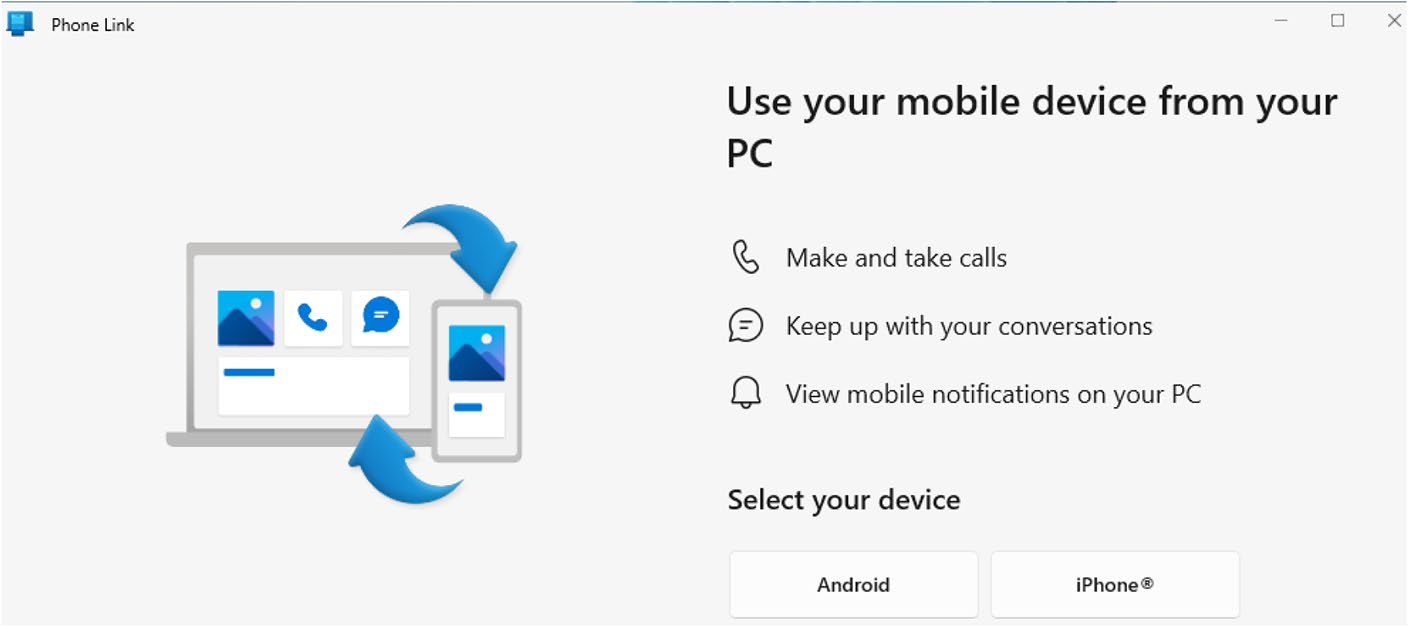 Phone Link
Use your mobile device from your
PC
Make and take calls
Keep up with your conversations
View mobile notifications on your PC
Select your device
Android
iPhone®